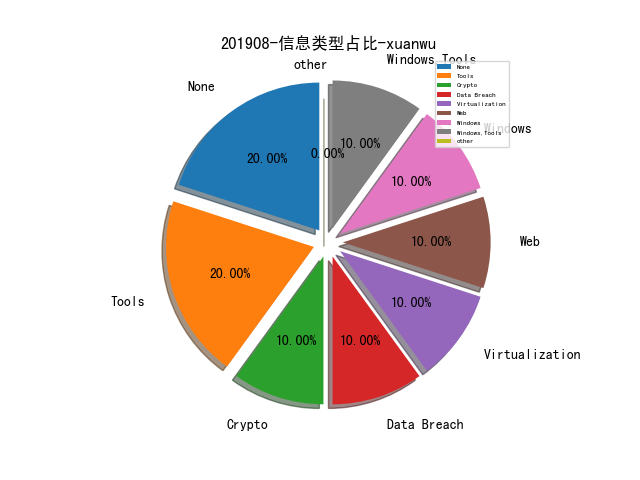 201908-信息类型占比-xuanwu
other
Windows,Tools
None
Windows
Web
Virtualization
Data Breach
Crypto
Tools
20.00%
0.00%
10.00%
10.00%
10.00%
10.00%
10.00%
10.00%
20.00%
None
Tools
Crypto
Data Breach
Virtualization
Web
Windows
Windows,Tools
other